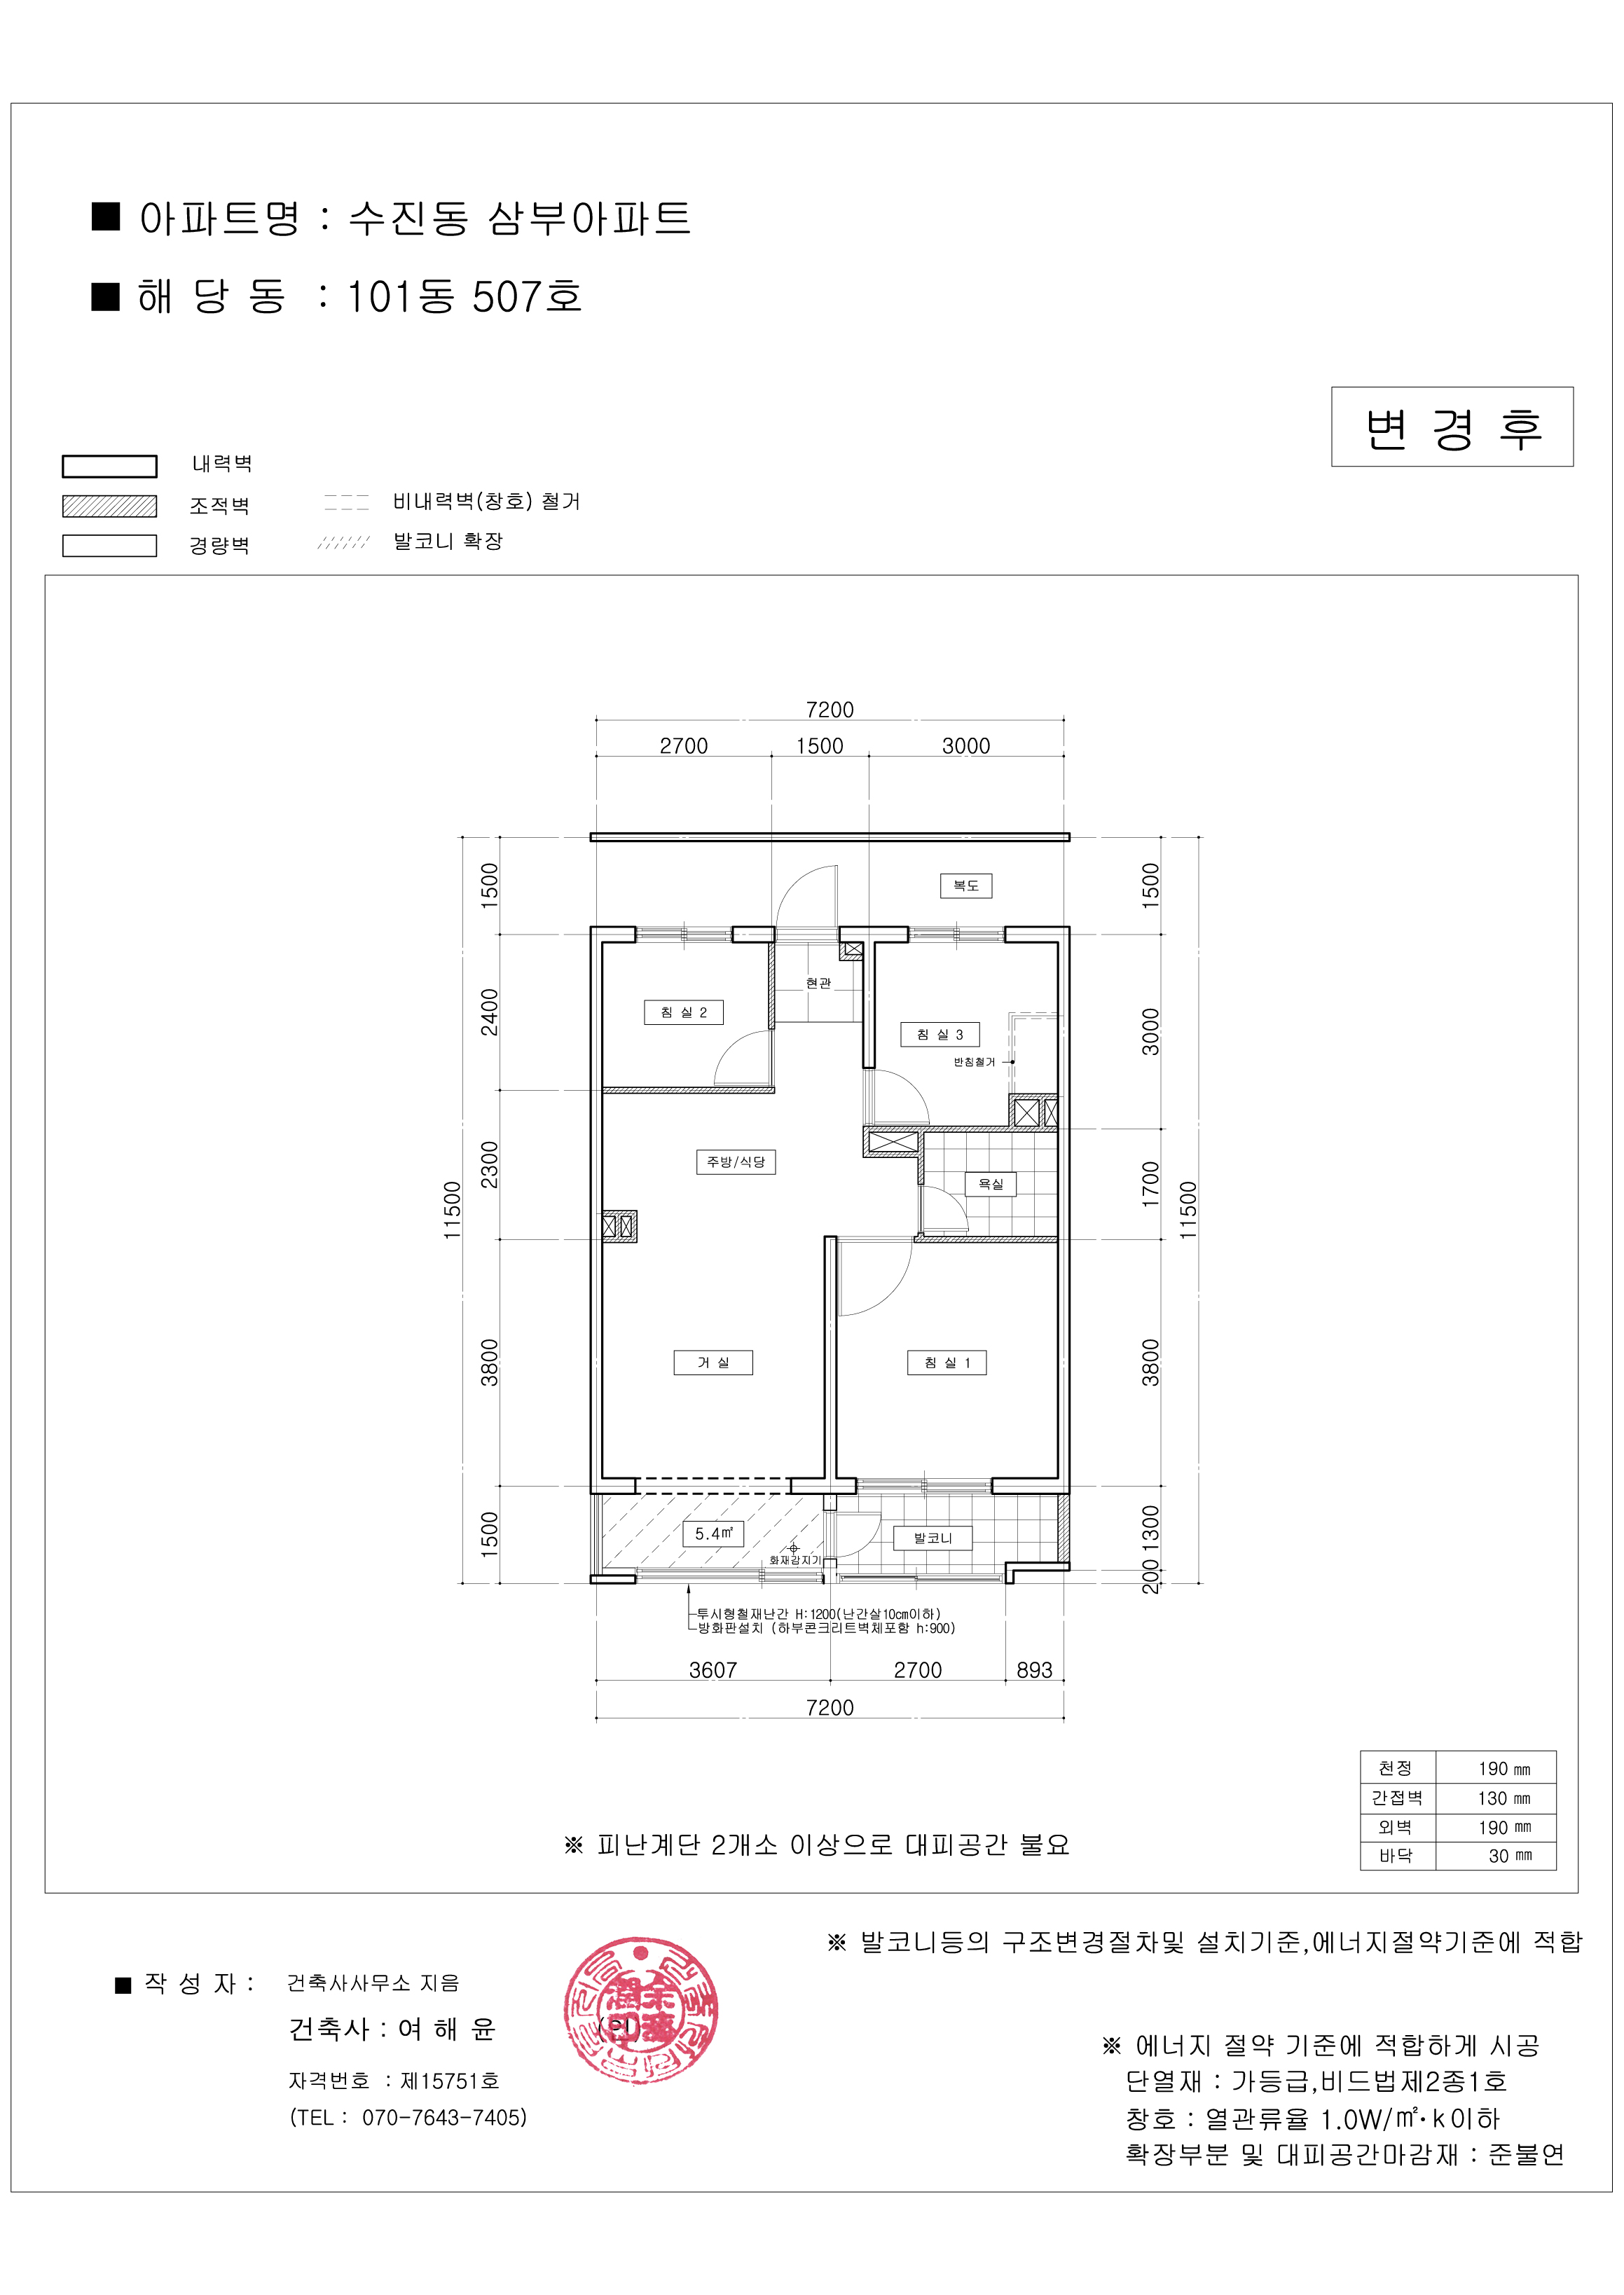 ■ 아파트명 : 수진동 삼부아파트
■ 해 당 동 : 101동 507호
변 경 후
내력벽
조적벽
경량벽
비내력벽(창호) 철거
발코니 확장
7200
2700 1500 3000
1500
2400
2300
3800
1500
11500
1500
3000
1700
3800
1300
200
11500
복도
현관
침 실 2
침 실 3
반침철거
주방/식당
욕실
거 실
침 실 1
5.4㎡
화재감지기
발코니
투시형철재난간 H:1200(난간살10cm이하)
방화판설치 (하부콘크리트벽체포함 h:900)
3607 2700 893
7200
천정 190 ㎜
간접벽 130 ㎜
외벽 190 ㎜
바닥 30 ㎜
※ 피난계단 2개소 이상으로 대피공간 불요
※ 발코니등의 구조변경절차및 설치기준,에너지절약기준에 적합
■ 작 성 자 : 건축사사무소 지음
건축사 : 여 해 윤 (인)
자격번호 : 제15751호
(TEL : 070-7643-7405)
※ 에너지 절약 기준에 적합하게 시공
단열재 : 가등급,비드법제2종1호
창호 : 열관류율 1.0W/㎡·k이하
확장부분 및 대피공간마감재 : 준불연